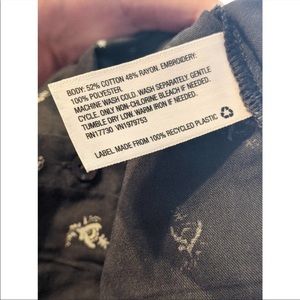 BODY: 52% COTTON 48% RAYON. EMBROIDERY:
100% POLYESTER.
MACHINE WASH COLD. WASH SEPARATELY. GENTLE
CYCLE. ONLY NON-CHLORINE BLEACH IF NEEDED.
TUMBLE DRY LOW. WARM IRON IF NEEDED.
RN17730 VN1979753
LABEL MADE FROM 100% RECYCLED PLASTIC